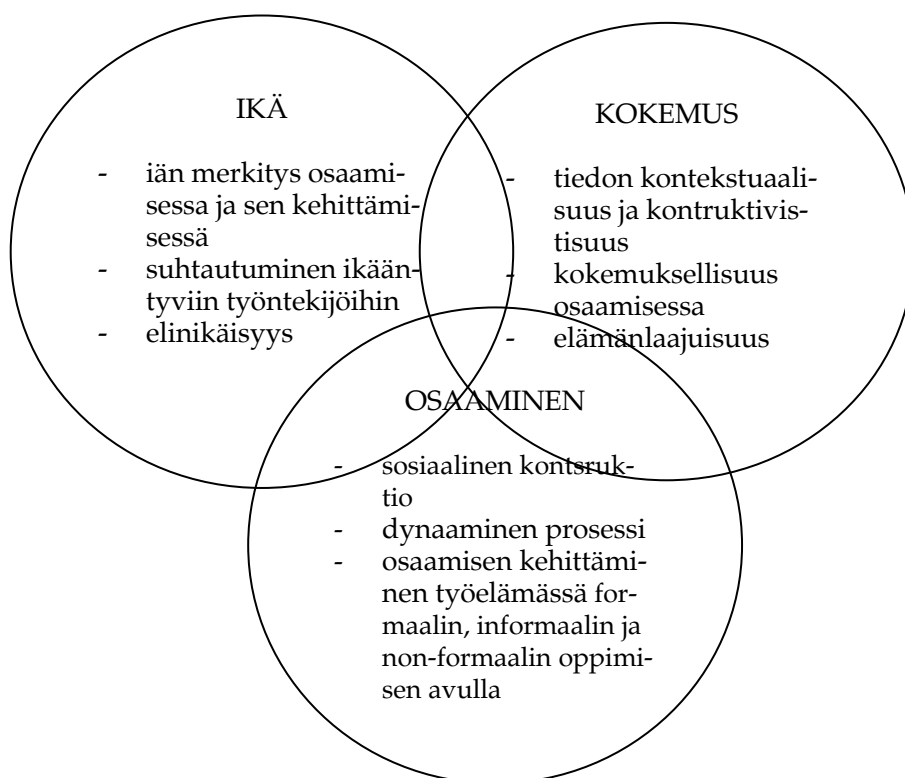 IKÄ
- iän merkitys osaami-
sessa ja sen kehittämi-
sessä
- suhtautuminen ikään-
tyviin työntekijöihin
- elinikäisyys
KOKEMUS
- tiedon kontekstuaali-
suus ja kontruktivis-
tisuus
- kokemuksellisuus
osaamisessa
- elämänlaajuisuus
OSAAMINEN
- sosiaalinen kontsruk-
tio
- dynaaminen prosessi
- osaamisen kehittämi-
nen työelämässä for-
maalin, informaalin ja
non-formaalin oppimi-
sen avulla